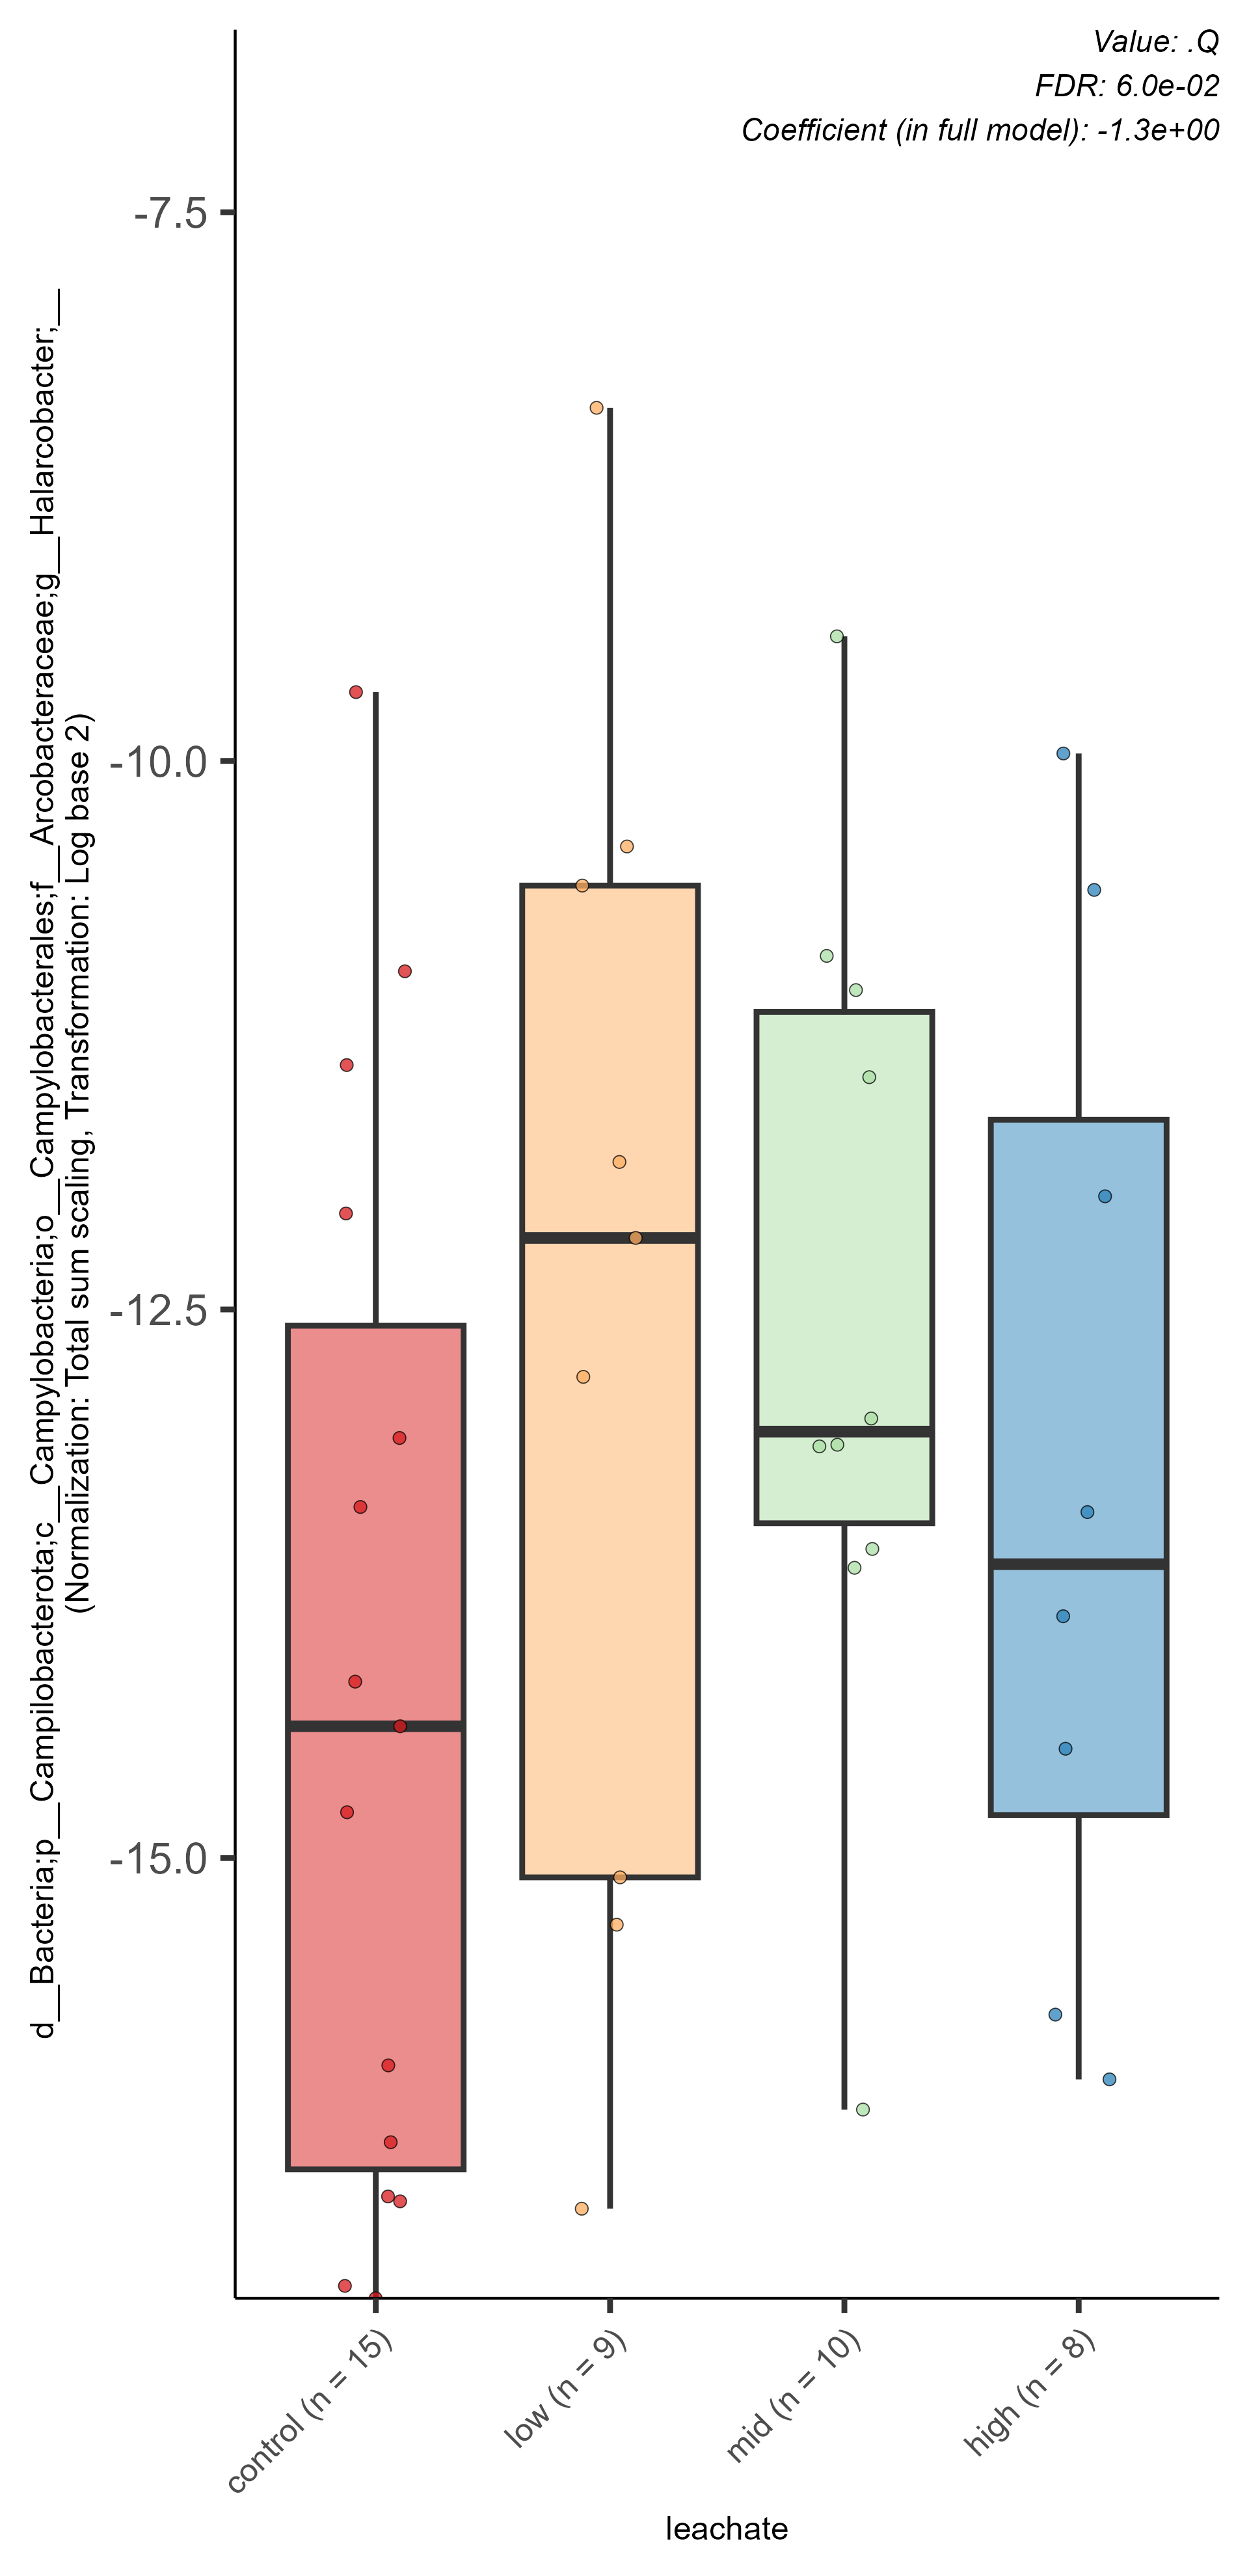 Value: .Q
FDR: 6.0e-02
Coefficient (in full model): -1.3e+00
d__Bacteria;p__Campilobacterota;c__Campylobacteria;o__Campylobacterales;f__Arcobacteraceae;g__Halarcobacter;__
(Normalization: Total sum scaling, Transformation: Log base 2)
-7.5
-10.0
-12.5
-15.0
control (n = 15)
low (n = 9)
mid (n = 10)
high (n = 8)
leachate